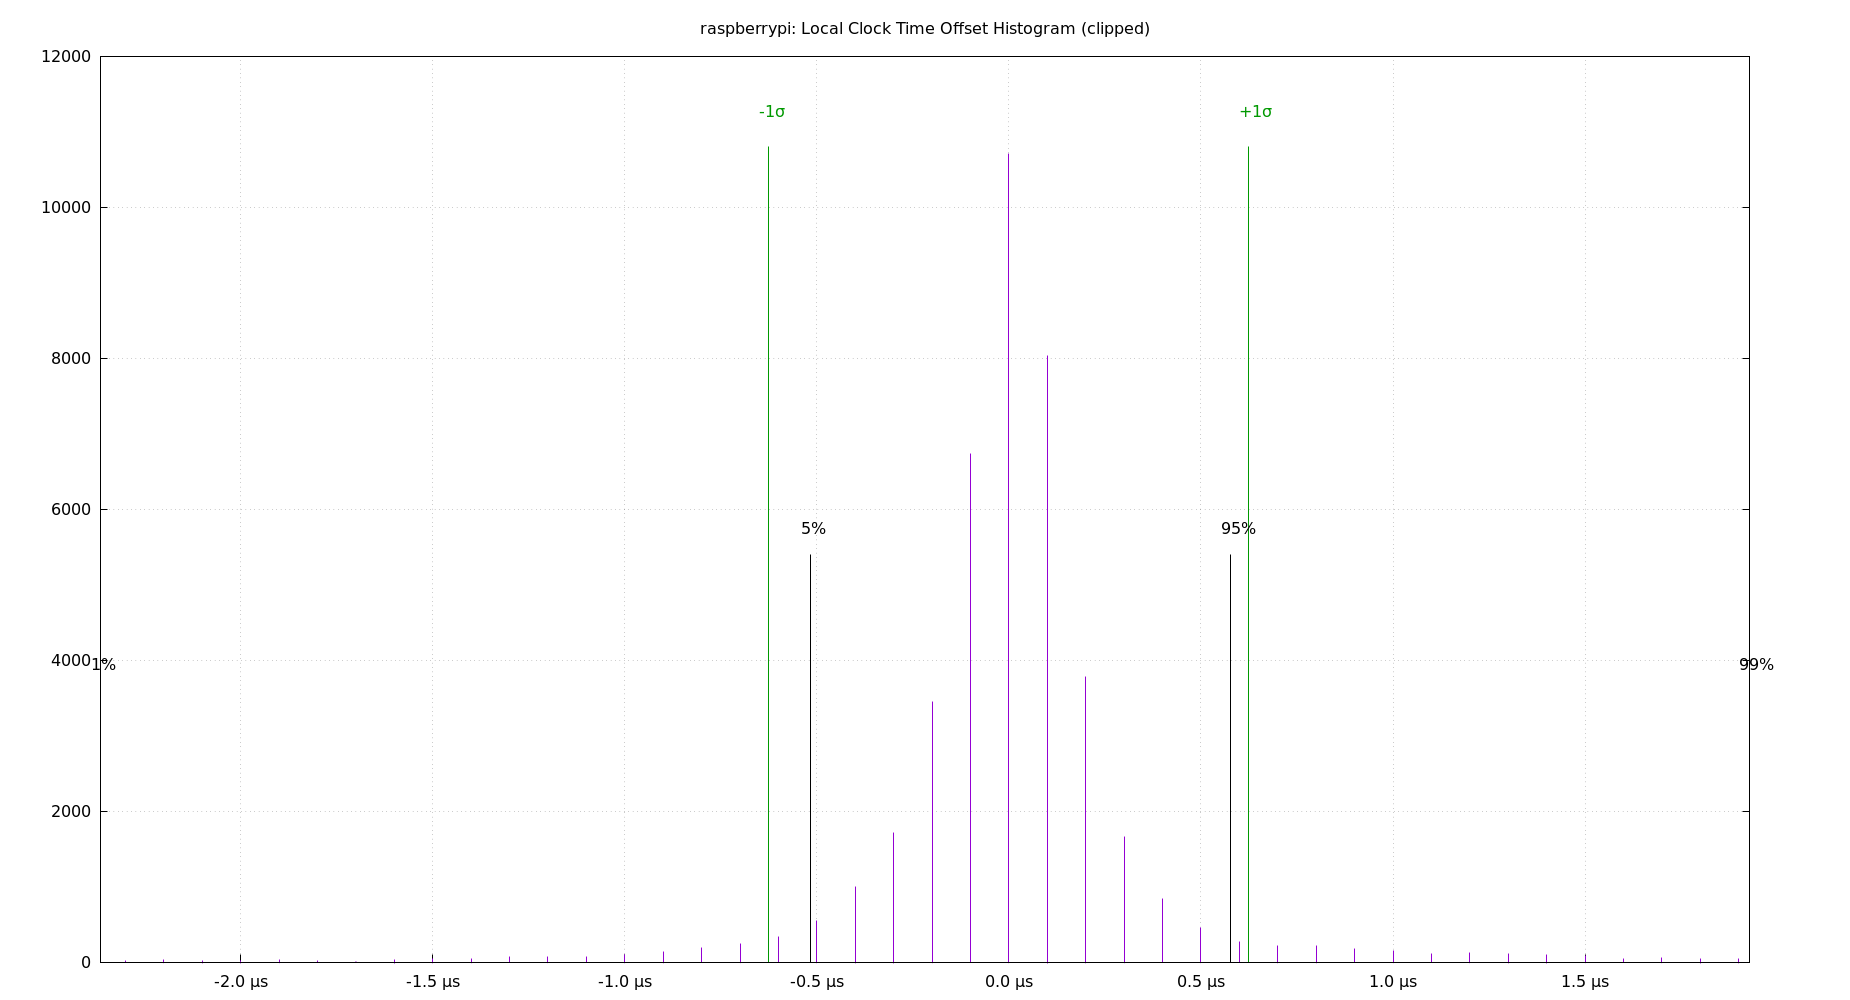 raspberrypi: Local Clock Time Offset Histogram (clipped)
12000
-1σ
+1σ
10000
8000
6000
5%
95%
4000
1%
99%
2000
0
-2.0 µs
-1.5 µs
-1.0 µs
-0.5 µs
0.0 µs
0.5 µs
1.0 µs
1.5 µs